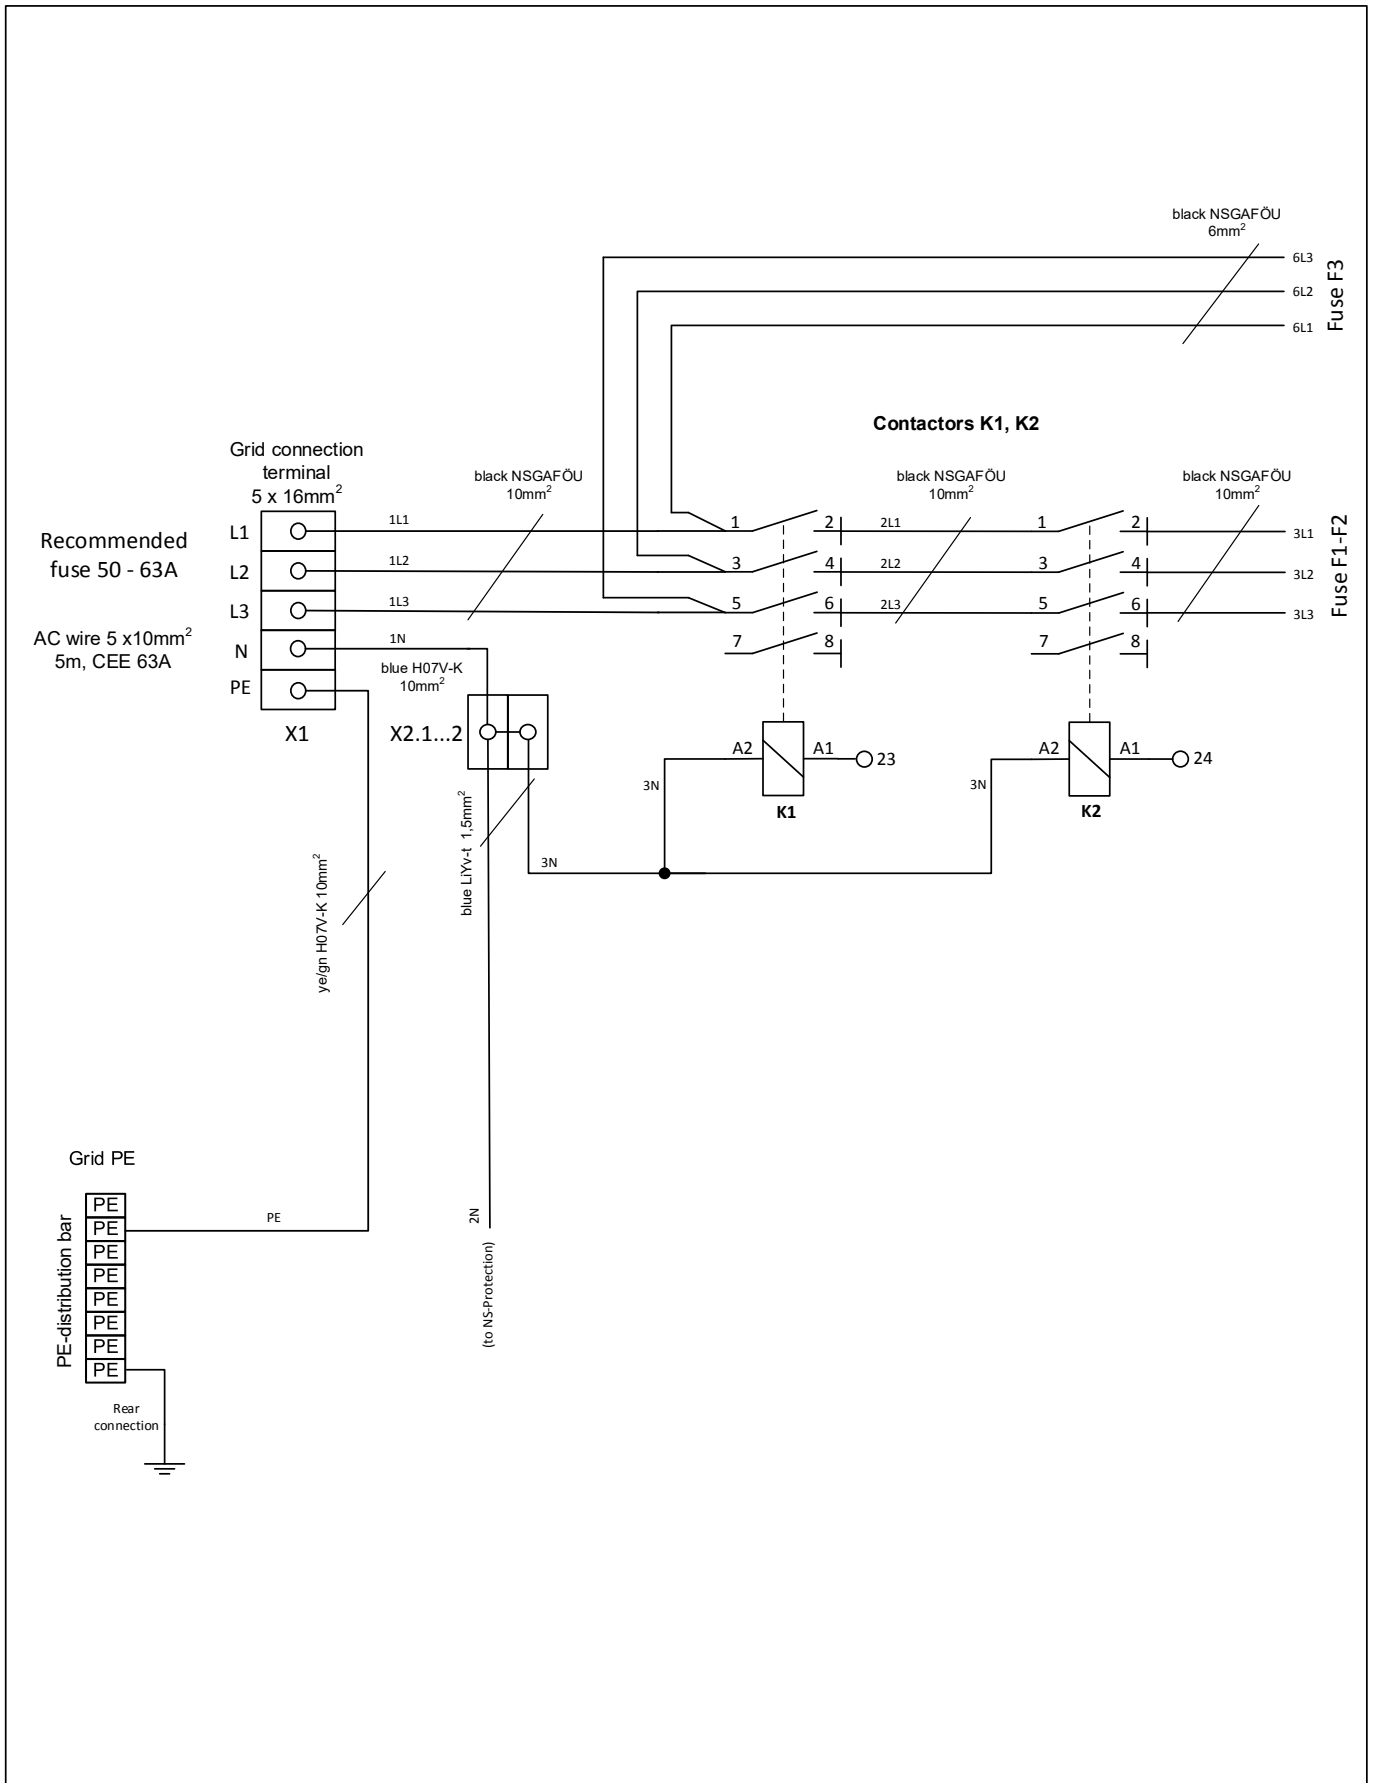 black NSGAFÖU
6mm²
6L3
6L2
6L1
Fuse F3
Contactors K1, K2
Grid connection
terminal
5 x 16mm²
black NSGAFÖU
10mm²
black NSGAFÖU
10mm²
black NSGAFÖU
10mm²
Recommended
fuse 50 - 63A
AC wire 5 x10mm²
5m, CEE 63A
L1
L2
L3
N
PE
X1
1L1
1L2
1L3
1N
blue H07V-K
10mm²
X2.1...2
1 2
3 4
5 6
7 8
2L1
2L2
2L3
1 2
3 4
5 6
7 8
3L1
3L2
3L3
Fuse F1-F2
A2 A1 23
K1
3N
A2 A1 24
K2
3N
3N
blue LiYv-t 1,5mm²
ye/gn H07V-K 10mm²
2N
(to NS-Protection)
Grid PE
PE-distribution bar
PE
PE
PE
PE
PE
PE
PE
PE
PE
Rear
connection